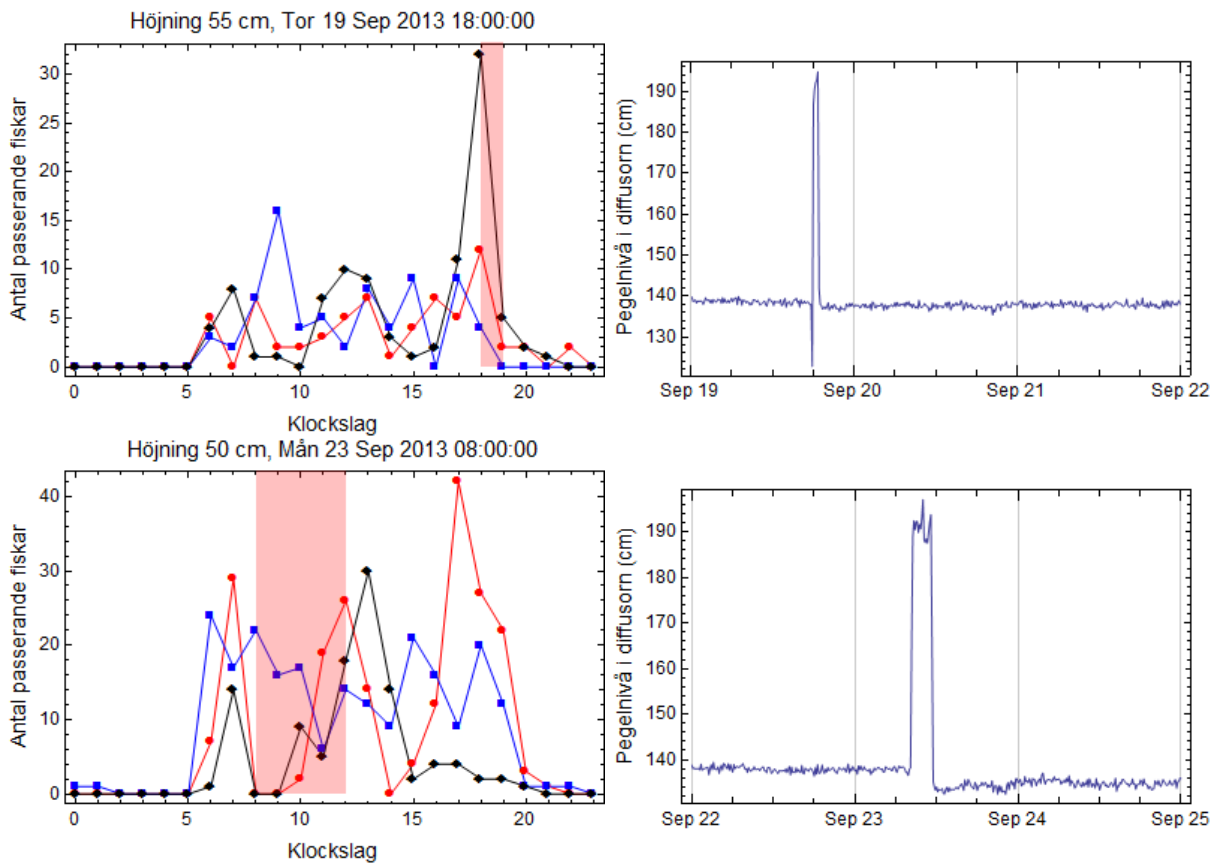 Höjning 55 cm, Tor 19 Sep 2013 18:00:00
Antal passerande fiskar
30
25
20
15
10
5
0
0 5 10 15 20
Klockslag
Pegelnivå i diffusorn (cm)
190
180
170
160
150
140
130
Sep 19 Sep 20 Sep 21 Sep 22
Höjning 50 cm, Mån 23 Sep 2013 08:00:00
Antal passerande fiskar
40
30
20
10
0
0 5 10 15 20
Klockslag
Pegelnivå i diffusorn (cm)
190
180
170
160
150
140
Sep 22 Sep 23 Sep 24 Sep 25